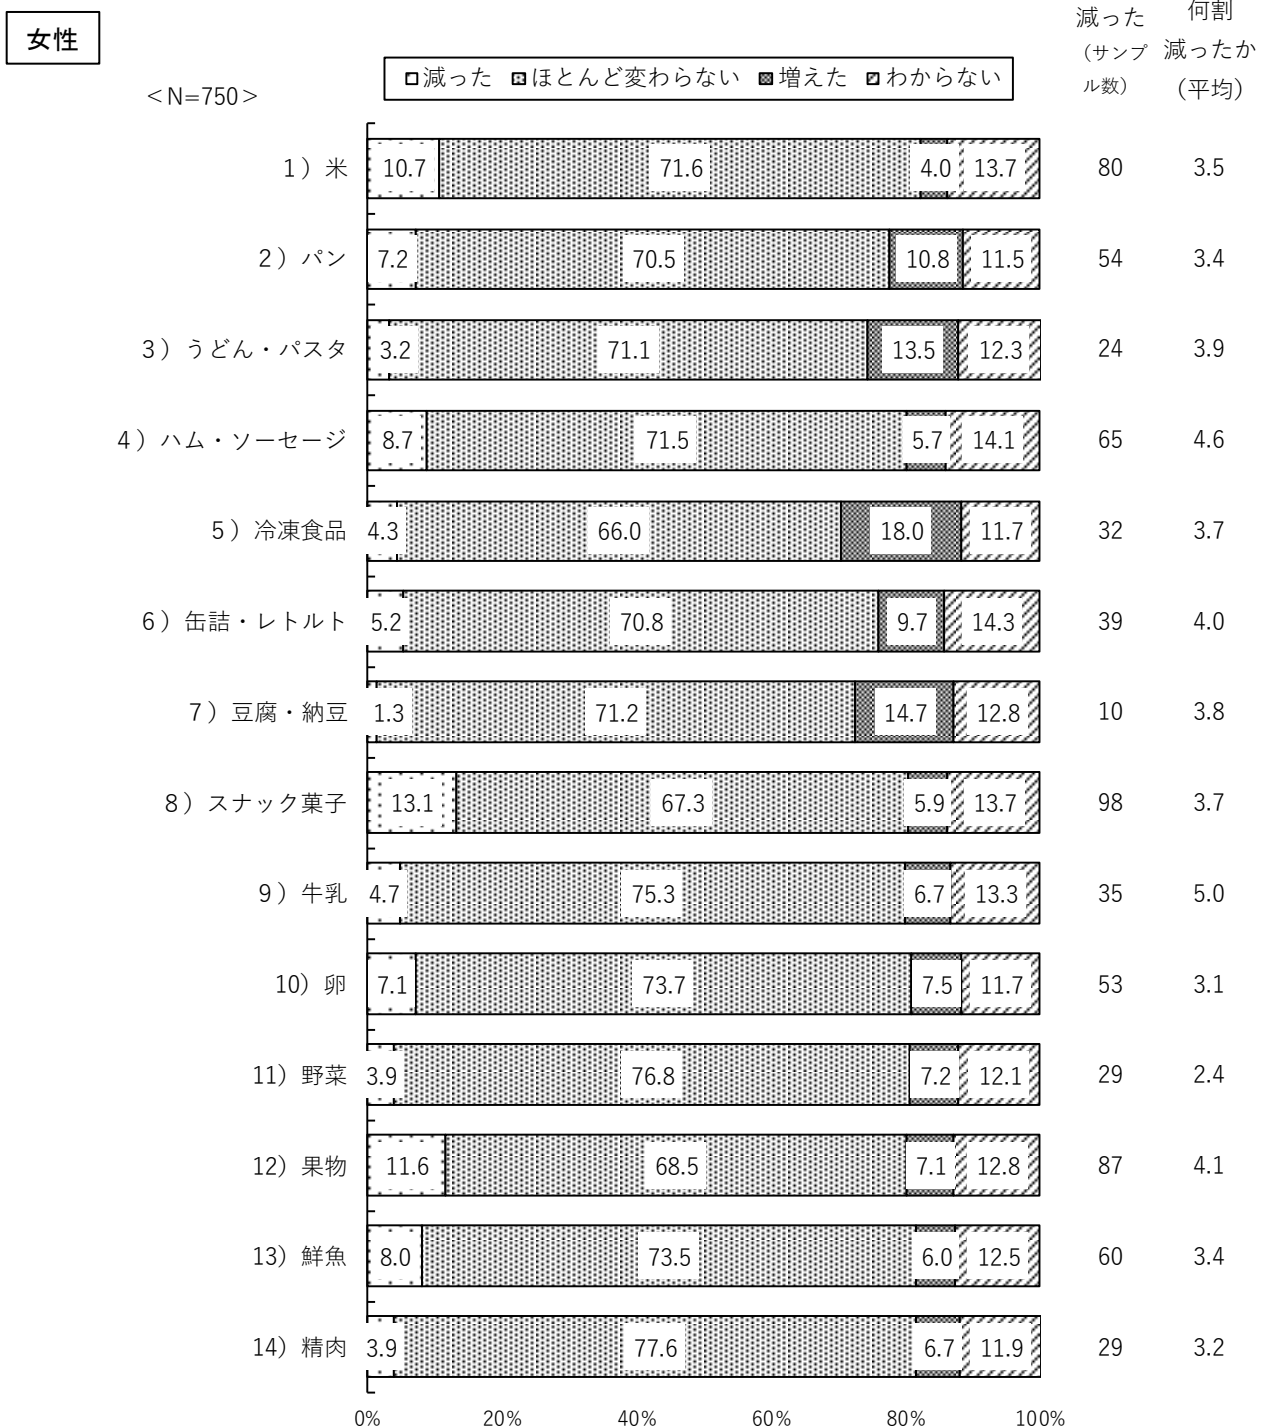 女性
減った
(サンプ
ル数)
何割
減ったか
(平均)
減った ほとんど変わらない 増えた わからない
<N=750>
1) 米 10.7 71.6 4.0 13.7 80 3.5
2) パン 7.2 70.5 10.8 11.5 54 3.4
3) うどん・パスタ 3.2 71.1 13.5 12.3 24 3.9
4) ハム・ソーセージ 8.7 71.5 5.7 14.1 65 4.6
5) 冷凍食品 4.3 66.0 18.0 11.7 32 3.7
6) 缶詰・レトルト 5.2 70.8 9.7 14.3 39 4.0
7) 豆腐・納豆 1.3 71.2 14.7 12.8 10 3.8
8) スナック菓子 13.1 67.3 5.9 13.7 98 3.7
9) 牛乳 4.7 75.3 6.7 13.3 35 5.0
10) 卵 7.1 73.7 7.5 11.7 53 3.1
11) 野菜 3.9 76.8 7.2 12.1 29 2.4
12) 果物 11.6 68.5 7.1 12.8 87 4.1
13) 鮮魚 8.0 73.5 6.0 12.5 60 3.4
14) 精肉 3.9 77.6 6.7 11.9 29 3.2
0% 20% 40% 60% 80% 100%